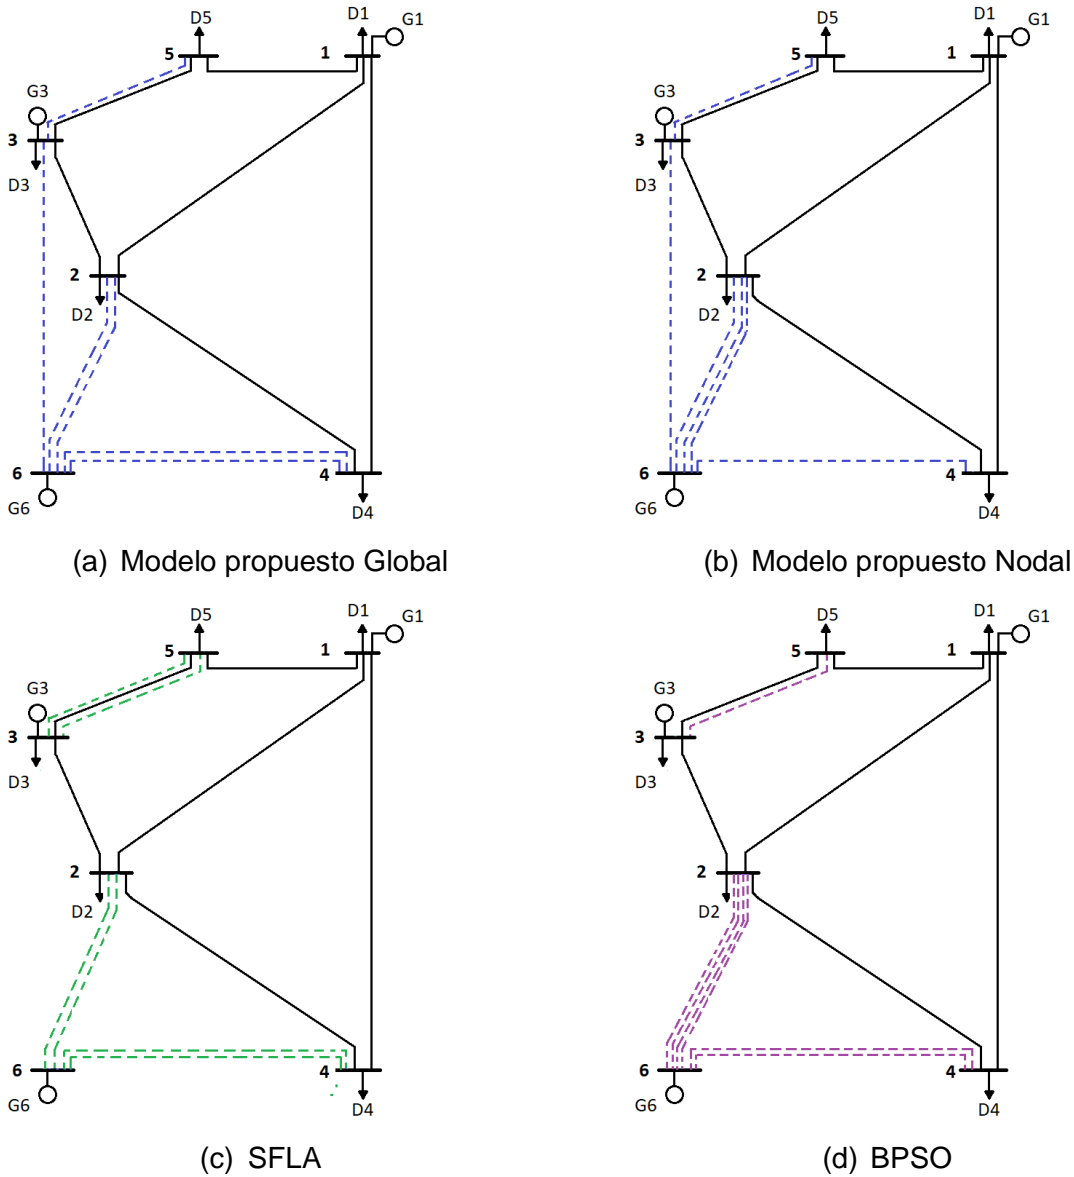 D5
D1
G1
5
1
G3
3
D3
2
D2
6
4
G6
D4
(a) Modelo propuesto Global
D5
D1
G1
5
1
G3
3
D3
2
D2
6
4
G6
D4
(b) Modelo propuesto Nodal
D5
D1
G1
5
1
G3
3
D3
2
D2
6
4
G6
D4
(c) SFLA
D5
D1
G1
5
1
G3
3
D3
2
D2
6
4
G6
D4
(d) BPSO